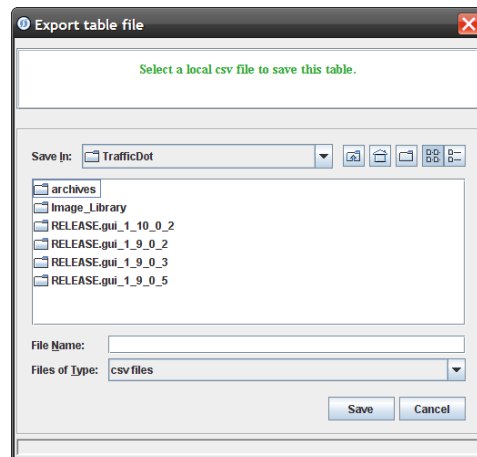 Export table file
Select a local csv file to save this table.
Save In: TrafficDot
archives
Image_Library
RELEASE.gui_1_10_0_2
RELEASE.gui_1_9_0_2
RELEASE.gui_1_9_0_3
RELEASE.gui_1_9_0_5
File Name:
Files of Type: csv files
Save Cancel